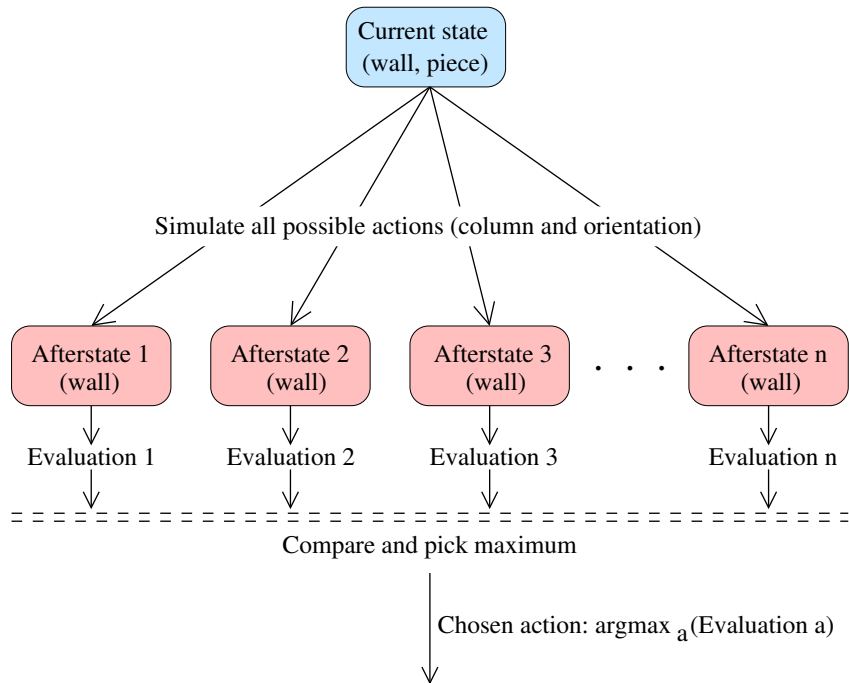 Current state
(wall, piece)
Simulate all possible actions (column and orientation)
Afterstate 1
(wall)
Afterstate 2
(wall)
Afterstate 3
(wall)
. . .
Afterstate n
(wall)
Evaluation 1
Evaluation 2
Evaluation 3
Evaluation n
Compare and pick maximum
Chosen action: argmax a(Evaluation a)